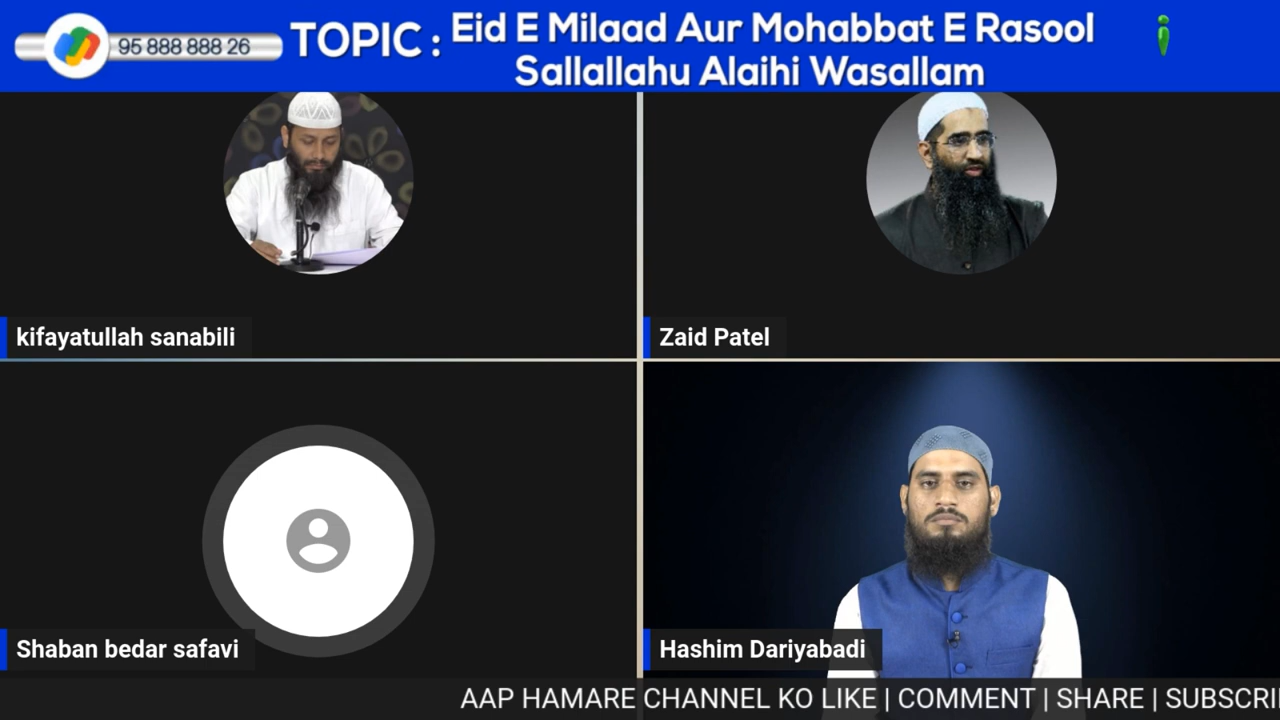 95 888 888 26
TOPIC : Eid E Milaad Aur Mohabbat E Rasool
Sallallahu Alaihi Wasallam
kifayatullah sanabili
Zaid Patel
Shaban bedar safavi
Hashim Dariyabadi
AAP HAMARE CHANNEL KO LIKE | COMMENT | SHARE | SUBSCRI